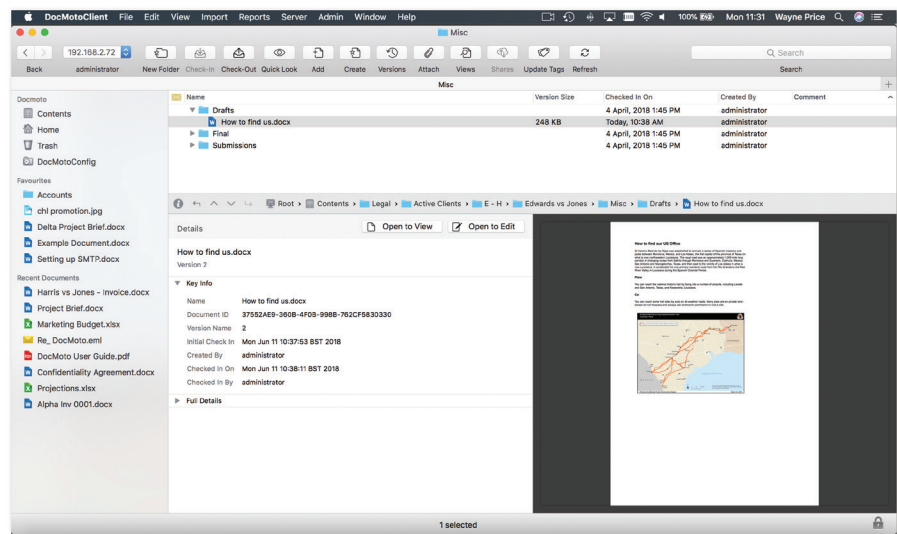 DocMotoClient File Edit View Import Reports Server Admin Window Help 100% Mon 11:31 Wayne Price
Misc
192.168.2.72 Search
Back administrator New Folder Check-In Check-Out Quick Look Add Create Versions Attach Views Shares Update Tags Refresh Search
Misc
Docmoto
Contents
Home
Trash
DocMotoConfig
Favourites
Accounts
chl promotion.jpg
Delta Project Brief.docx
Example Document.docx
Setting up SMTP.docx
Recent Documents
Harris vs Jones - Invoice.docx
Project Brief.docx
Marketing Budget.xlsx
Re_ DocMoto.eml
DocMoto User Guide.pdf
Confidentiality Agreement.docx
Projections.xlsx
Alpha Inv 0001.docx
Name Version Size Checked In On Created By Comment
Drafts 4 April, 2018 1:45 PM administrator
How to find us.docx 248 KB Today, 10:38 AM administrator
Final 4 April, 2018 1:45 PM administrator
Submissions 4 April, 2018 1:45 PM administrator
Root › Contents › Legal › Active Clients › E - H › Edwards vs Jones › Misc › Drafts › How to find us.docx
Details Open to View Open to Edit
How to find us.docx
Version 2
Key Info
Name How to find us.docx
Document ID 37552AE9-360B-4F0B-998B-762CF5830330
Version Name 2
Initial Check In Mon Jun 11 10:37:53 BST 2018
Created By administrator
Checked In On Mon Jun 11 10:38:11 BST 2018
Checked In By administrator
Full Details
How to find our US Office
Car
1 selected